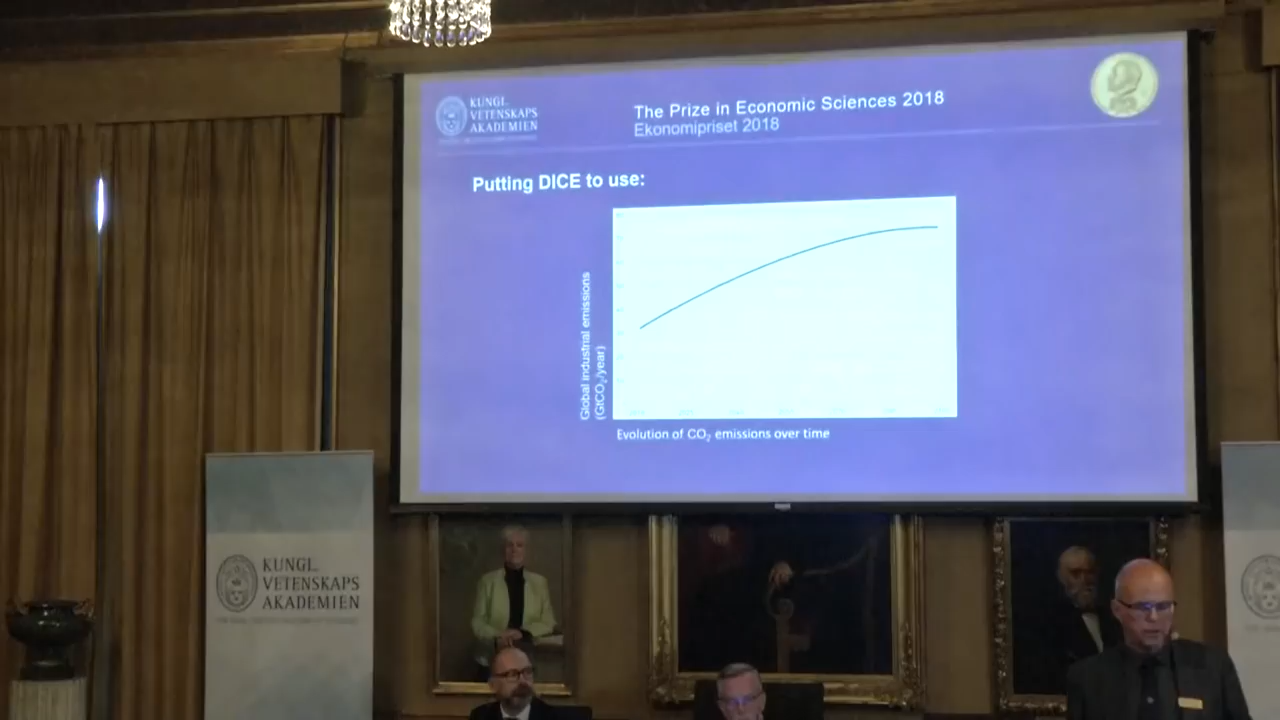 KUNGL.
VETENSKAPS
AKADEMIEN
The Prize in Economic Sciences 2018
Ekonomipriset 2018
Putting DICE to use:
Global industrial emissions
(GtCO₂/year)
Evolution of CO₂ emissions over time
KUNGL.
VETENSKAPS
AKADEMIEN